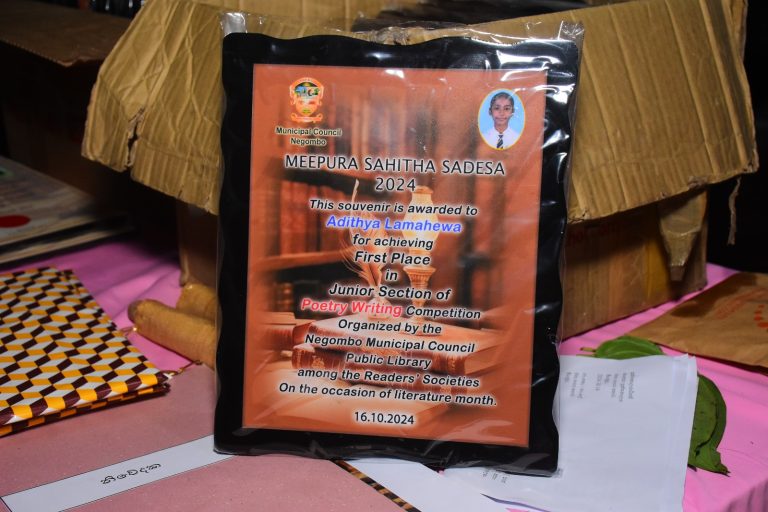 Municipal Council
Negombo
MEEPURA SAHITHA SADESA
2024
This souvenir is awarded to
Adithya Lamahewa
for achieving
First Place
in
Junior Section of
Poetry Writing Competition
Organized by the
Negombo Municipal Council
Public Library
among the Readers' Societies
On the occasion of literature month.
16.10.2024